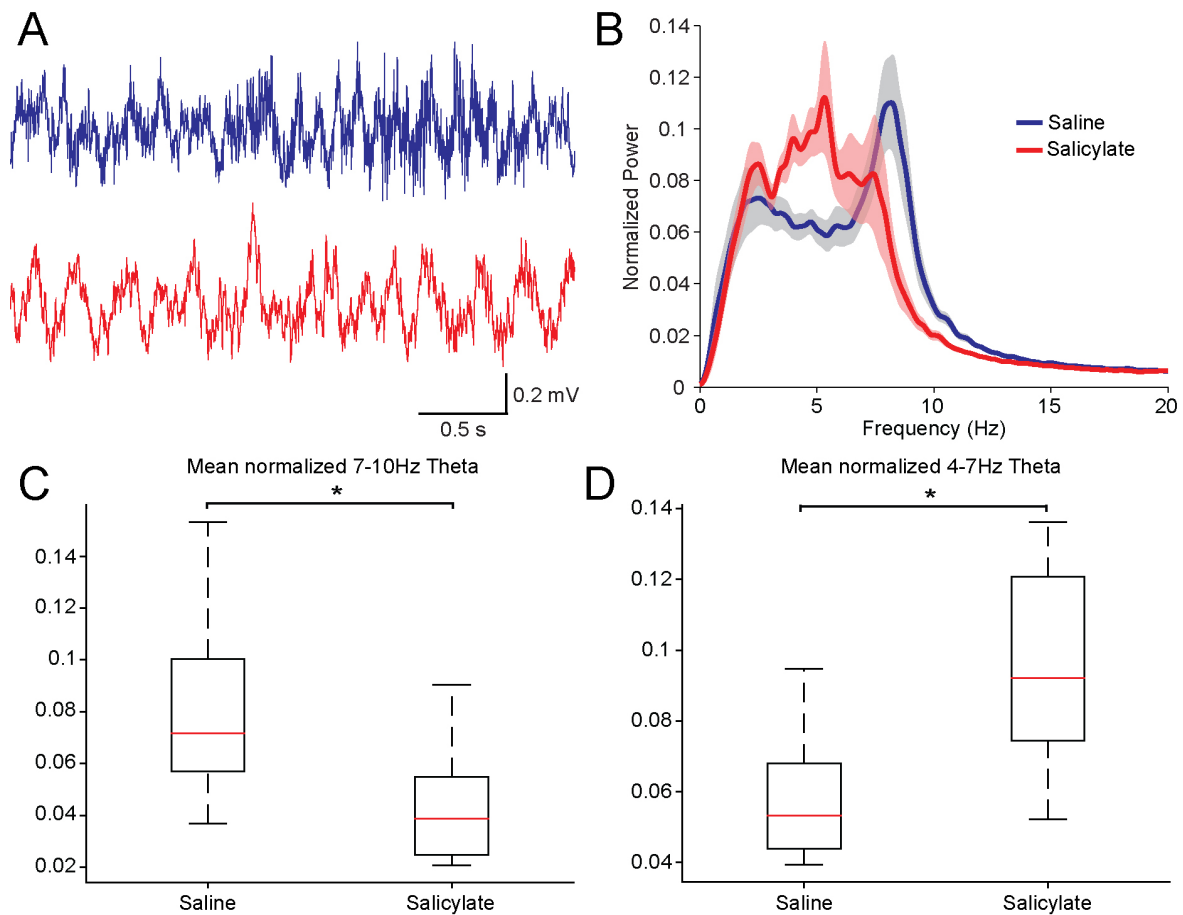 A
B
0.2 mV
0.5 s
0.14
0.12
0.1
0.08
0.06
0.04
0.02
0
Normalized Power
Saline
Salicylate
0
5
10
15
20
Frequency (Hz)
C
Mean normalized 7-10Hz Theta
*
0.14
0.12
0.1
0.08
0.06
0.04
0.02
Saline
Salicylate
D
Mean normalized 4-7Hz Theta
*
0.14
0.12
0.1
0.08
0.06
0.04
Saline
Salicylate